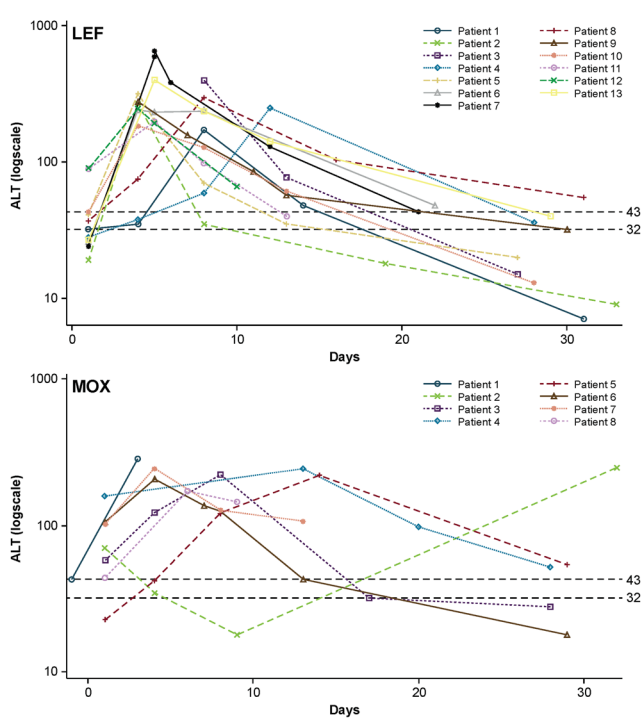 LEF
ALT (logscale)
1000
100
10
0
10
20
30
Days
43
32
Patient 1
Patient 2
Patient 3
Patient 4
Patient 5
Patient 6
Patient 7
Patient 8
Patient 9
Patient 10
Patient 11
Patient 12
Patient 13
MOX
ALT (logscale)
1000
100
10
0
10
20
30
Days
43
32
Patient 1
Patient 2
Patient 3
Patient 4
Patient 5
Patient 6
Patient 7
Patient 8